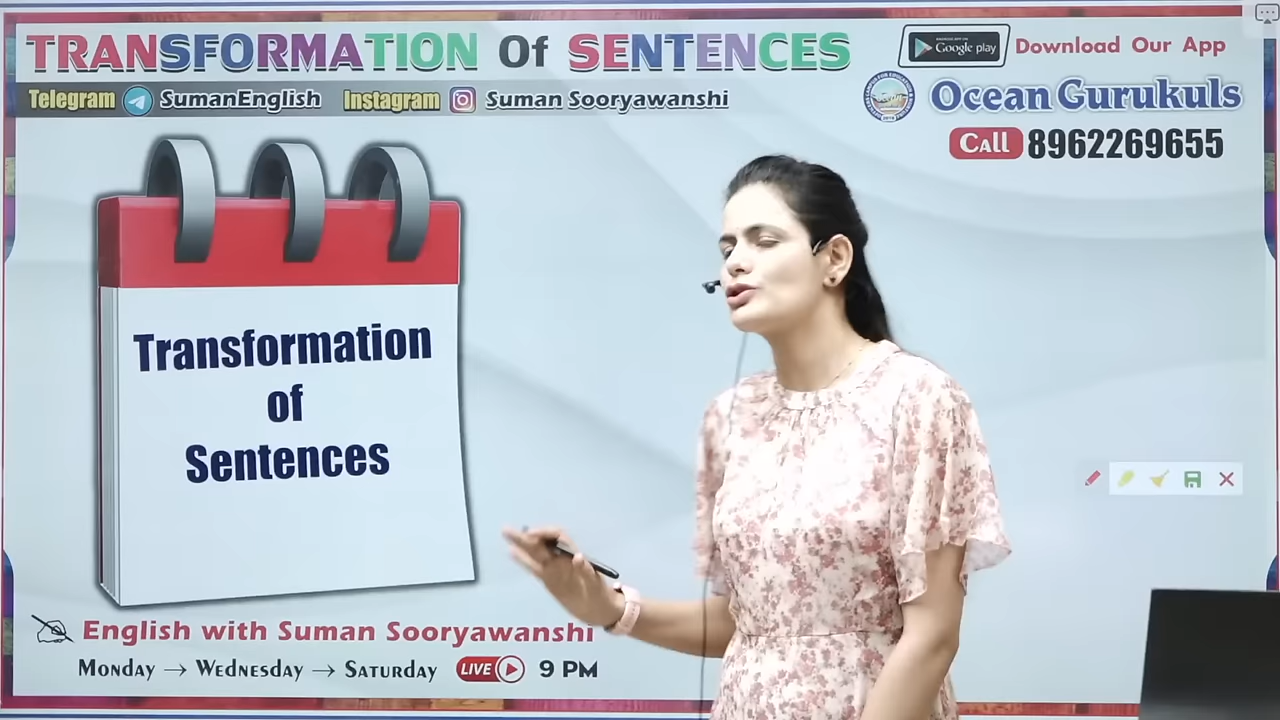 TRANSFORMATION Of SENTENCES
Google play Download Our App
Telegram SumanEnglish Instagram Suman Sooryawanshi
Ocean Gurukuls
Call 8962269655
Transformation
of
Sentences
English with Suman Sooryawanshi
Monday → Wednesday → Saturday LIVE 9 PM